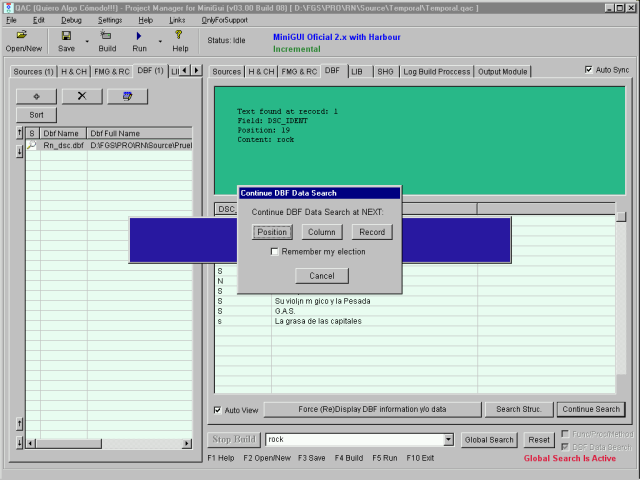 QAC (Quiero Algo Cómodo!!!) - Project Manager for MiniGui (v03.00 Build 00) [ D:\FGS\PRO\RN\Source\Temporal\Temporal.qac ]
File Edit Debug Settings Help Links OnlyForSupport
Open/New Save Build Run Help
Status: Idle
MiniGUI Oficial 2.x with Harbour
Incremental
Sources (1) H & CH FMG & RC DBF (1) LI
Sources H & CH FMG & RC DBF LIB SHG Log Build Proccess Output Module
Auto Sync
Sort
S Dbf Name Dbf Full Name
Rn_dsc.dbf D:\FGS\PRO\RN\Source\Prue
Text found at record: 1
Field: DSC_IDENT
Position: 19
Content: rock
DSC_
Continue DBF Data Search
Continue DBF Data Search at NEXT:
Position Column Record
Remember my election
Cancel
S
N
S
S Su viol¡n m gico y la Pesada
S G.A.S.
s La grasa de las capitales
Auto View Force (Re)Display DBF information y/o data Search Struc. Continue Search
Stop Build rock Global Search Reset
Func/Proc/Method
DBF Data Search
F1 Help F2 Open/New F3 Save F4 Build F5 Run F10 Exit
Global Search Is Active